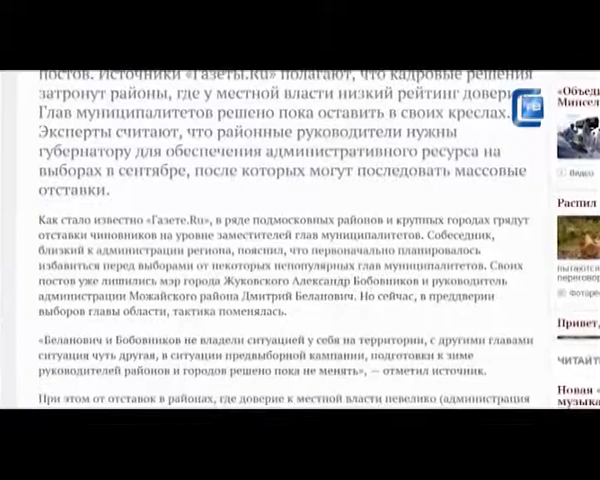 постов. Источники «Газеты.Ru» полагают, что кадровые решения
затронут районы, где у местной власти низкий рейтинг
Глав муниципалитетов решено пока оставить в своих креслах.
Эксперты считают, что районные руководители нужны
губернатору для обеспечения административного ресурса на
выборах в сентябре, после которых могут последовать массовые
отставки.
Как стало известно «Газете.Ru», в ряде подмосковных районов и крупных городах грядут
отставки чиновников на уровне заместителей глав муниципалитетов. Собеседник,
близкий к администрации региона, пояснил, что первоначально планировалось
избавиться перед выборами от некоторых непопулярных глав муниципалитетов. Своих
постов уже лишились мэр города Жуковского Александр Бобовников и руководитель
администрации Можайского района Дмитрий Беланович. Но сейчас, в преддверии
выборов главы области, тактика поменялась.
«Беланович и Бобовников не владели ситуацией у себя на территории, с другими главами
ситуация чуть другая, в ситуации предвыборной кампании, подготовки к зиме
руководителей районов и городов решено пока не менять», — отметил источник.
При этом от отставок в районах, где доверие к местной власти невелико (администрация
ТВ
Видео
Распил
Привет,
Новая «
музыка